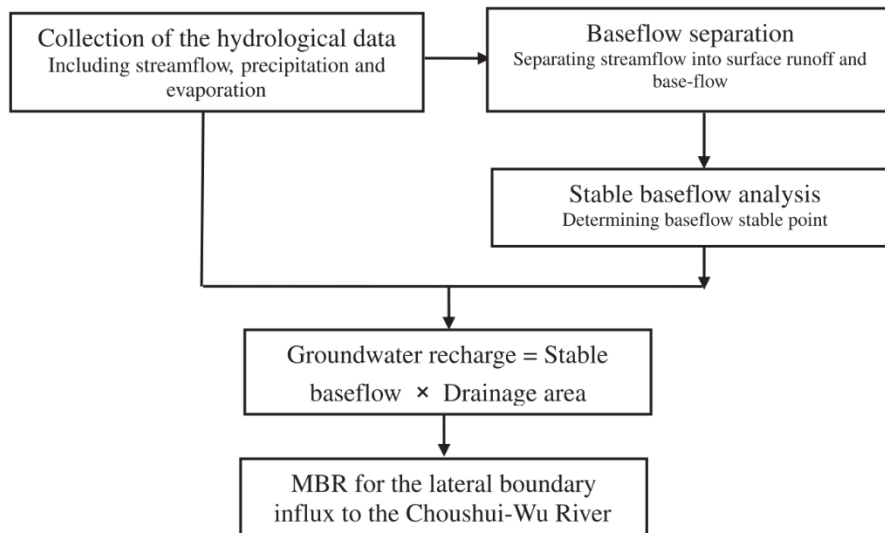 Collection of the hydrological data
Including streamflow, precipitation and
evaporation
Baseflow separation
Separating streamflow into surface runoff and
base-flow
Stable baseflow analysis
Determining baseflow stable point
Groundwater recharge = Stable
baseflow × Drainage area
MBR for the lateral boundary
influx to the Choushui-Wu River